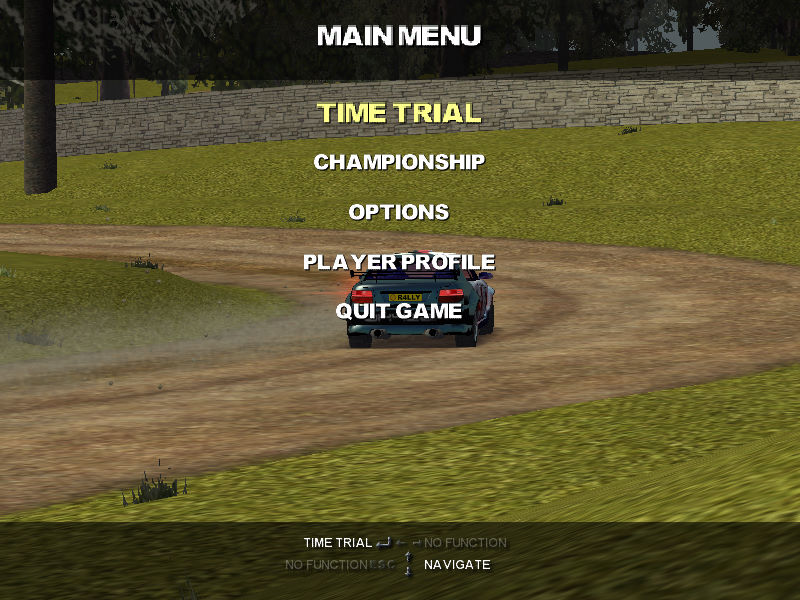 MAIN MENU
TIME TRIAL
CHAMPIONSHIP
OPTIONS
PLAYER PROFILE
RALLY
QUIT GAME
TIME TRIAL NO FUNCTION
NO FUNCTION ESC NAVIGATE